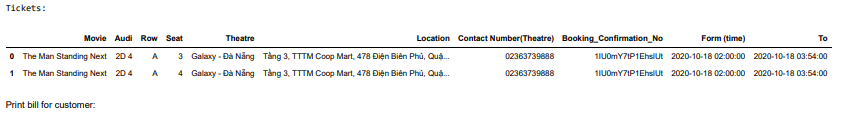 Tickets:
Movie Audi Row Seat Theatre Location Contact Number(Theatre) Booking_Confirmation_No Form (time) To
0 The Man Standing Next 2D 4 A 3 Galaxy - Đà Nẵng Tầng 3, TTTM Coop Mart, 478 Điện Biên Phủ, Quậ... 02363739888 1IU0mY7tP1EhsIUt 2020-10-18 02:00:00 2020-10-18 03:54:00
1 The Man Standing Next 2D 4 A 4 Galaxy - Đà Nẵng Tầng 3, TTTM Coop Mart, 478 Điện Biên Phủ, Quậ... 02363739888 1IU0mY7tP1EhsIUt 2020-10-18 02:00:00 2020-10-18 03:54:00
Print bill for customer: